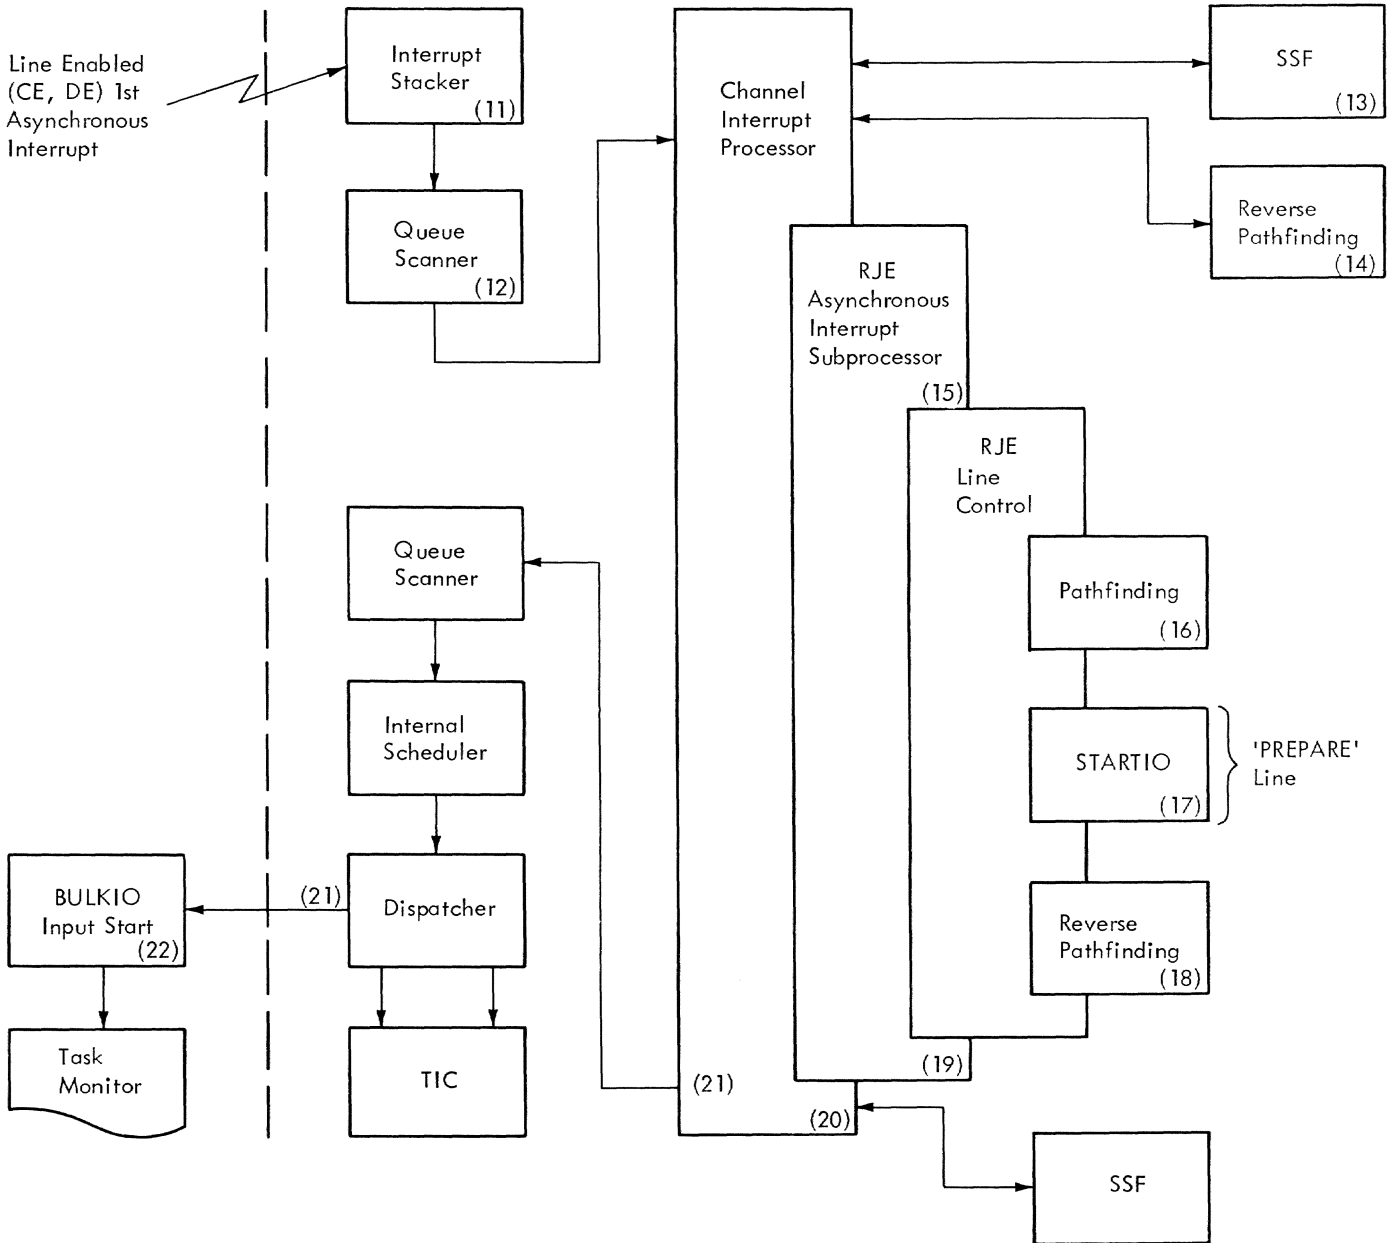 Line Enabled
(CE, DE) 1st
Asynchronous
Interrupt
Interrupt
Stacker
(11)
Queue
Scanner
(12)
Channel
Interrupt
Processor
SSF
(13)
Reverse
Pathfinding
(14)
RJE
Asynchronous
Interrupt
Subprocessor
(15)
RJE
Line
Control
Pathfinding
(16)
STARTIO
(17)
'PREPARE'
Line
Reverse
Pathfinding
(18)
(19)
(20)
(21)
SSF
Queue
Scanner
Internal
Scheduler
Dispatcher
(21)
TIC
BULKIO
Input Start
(22)
Task
Monitor